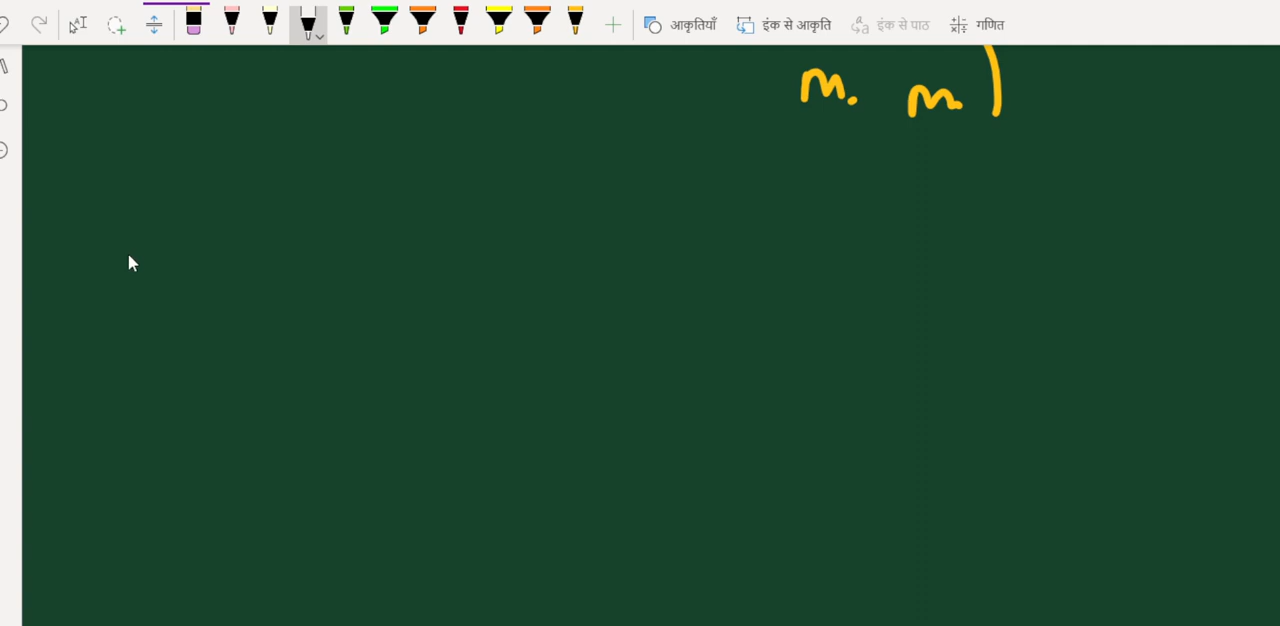 आकृतियाँ इंक से आकृति इंक से पाठ गणित
m. m. )